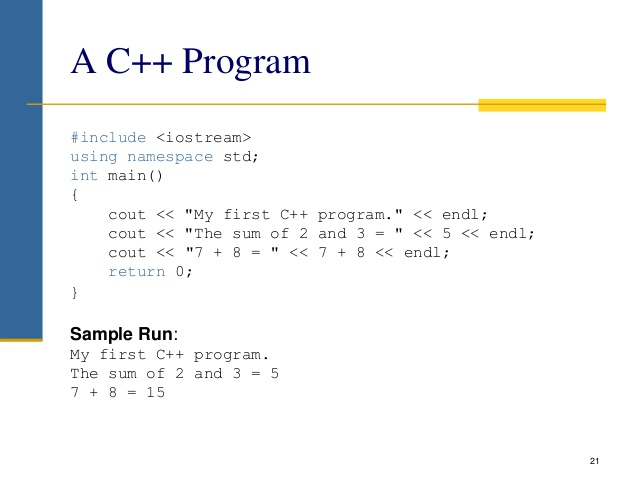 A C++ Program
#include <iostream>
using namespace std;
int main()
{
    cout << "My first C++ program." << endl;
    cout << "The sum of 2 and 3 = " << 5 << endl;
    cout << "7 + 8 = " << 7 + 8 << endl;
    return 0;
}
Sample Run:
My first C++ program.
The sum of 2 and 3 = 5
7 + 8 = 15
21